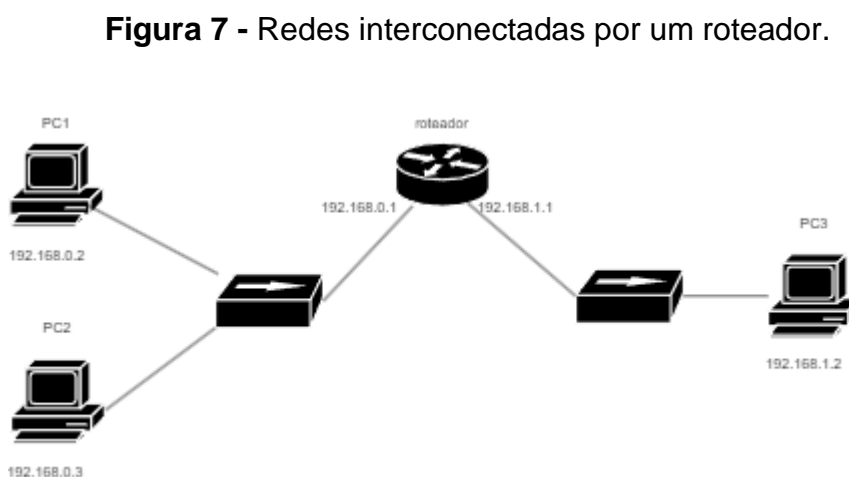 Figura 7 - Redes interconectadas por um roteador.
PC1
roteador
192.168.0.1
192.168.1.1
PC3
192.168.0.2
PC2
192.168.1.2
192.168.0.3